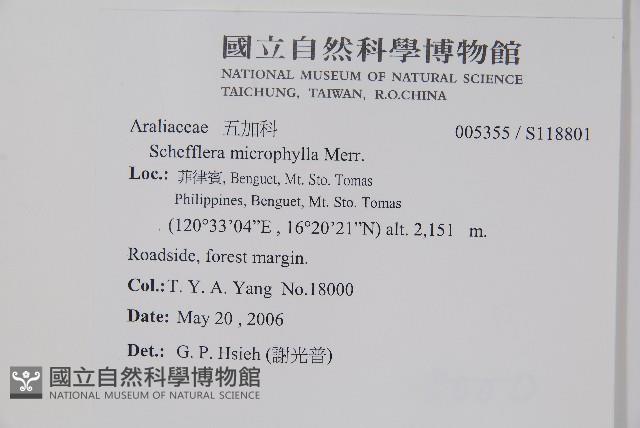 國立自然科學博物館
NATIONAL MUSEUM OF NATURAL SCIENCE
TAICHUNG, TAIWAN, R.O.CHINA
Araliaceae 五加科 005355 / S118801
Schefflera microphylla Merr.
Loc.: 菲律賓, Benguet, Mt. Sto. Tomas
Philippines, Benguet, Mt. Sto. Tomas
(120°33'04"E , 16°20'21"N) alt. 2,151 m.
Roadside, forest margin.
Col.: T. Y. A. Yang No.18000
Date: May 20 , 2006
Det.: G. P. Hsieh (謝光普)
國立自然科學博物館
NATIONAL MUSEUM OF NATURAL SCIENCE